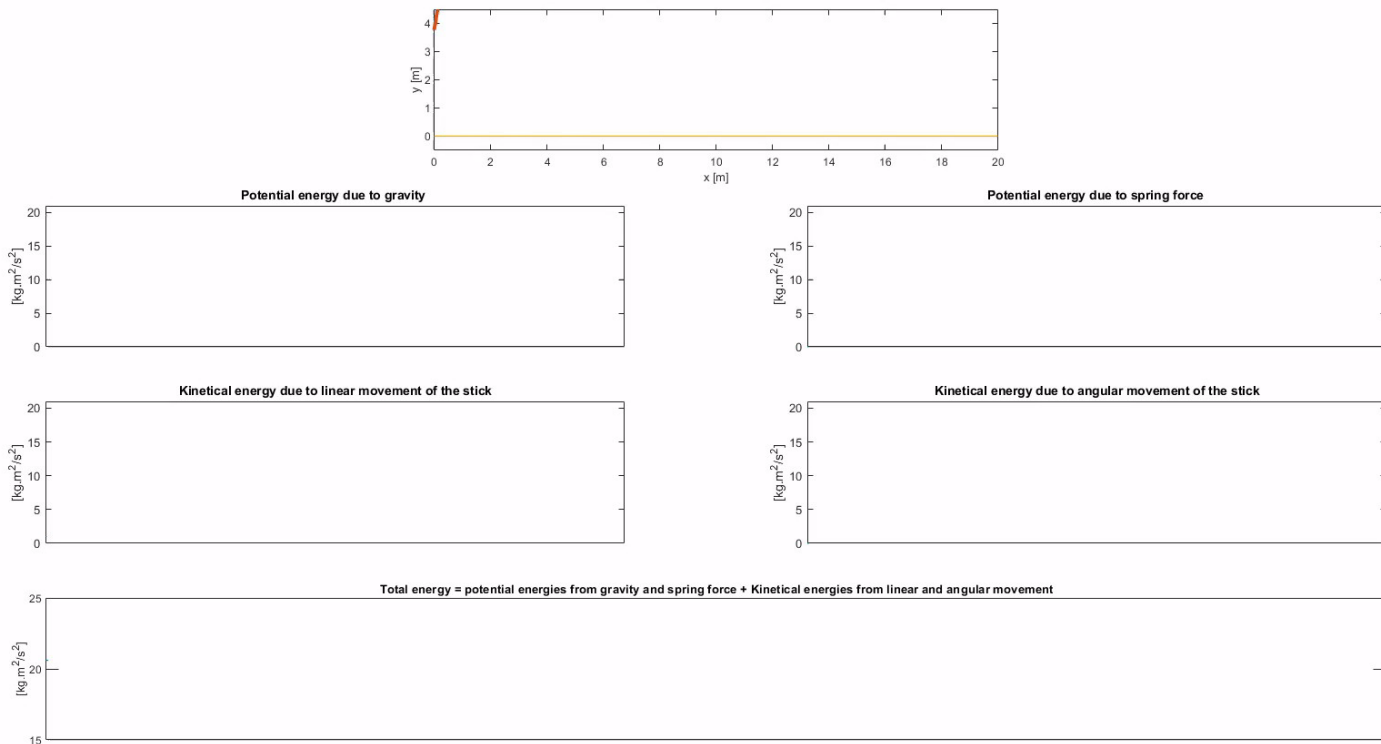 4
3
2
1
0
y [m]
0 2 4 6 8 10 12 14 16 18 20
x [m]
Potential energy due to gravity
20
15
10
5
0
[kg.m²/s²]
Potential energy due to spring force
20
15
10
5
0
[kg.m²/s²]
Kinetical energy due to linear movement of the stick
20
15
10
5
0
[kg.m²/s²]
Kinetical energy due to angular movement of the stick
20
15
10
5
0
[kg.m²/s²]
Total energy = potential energies from gravity and spring force + Kinetical energies from linear and angular movement
25
20
15
[kg.m²/s²]